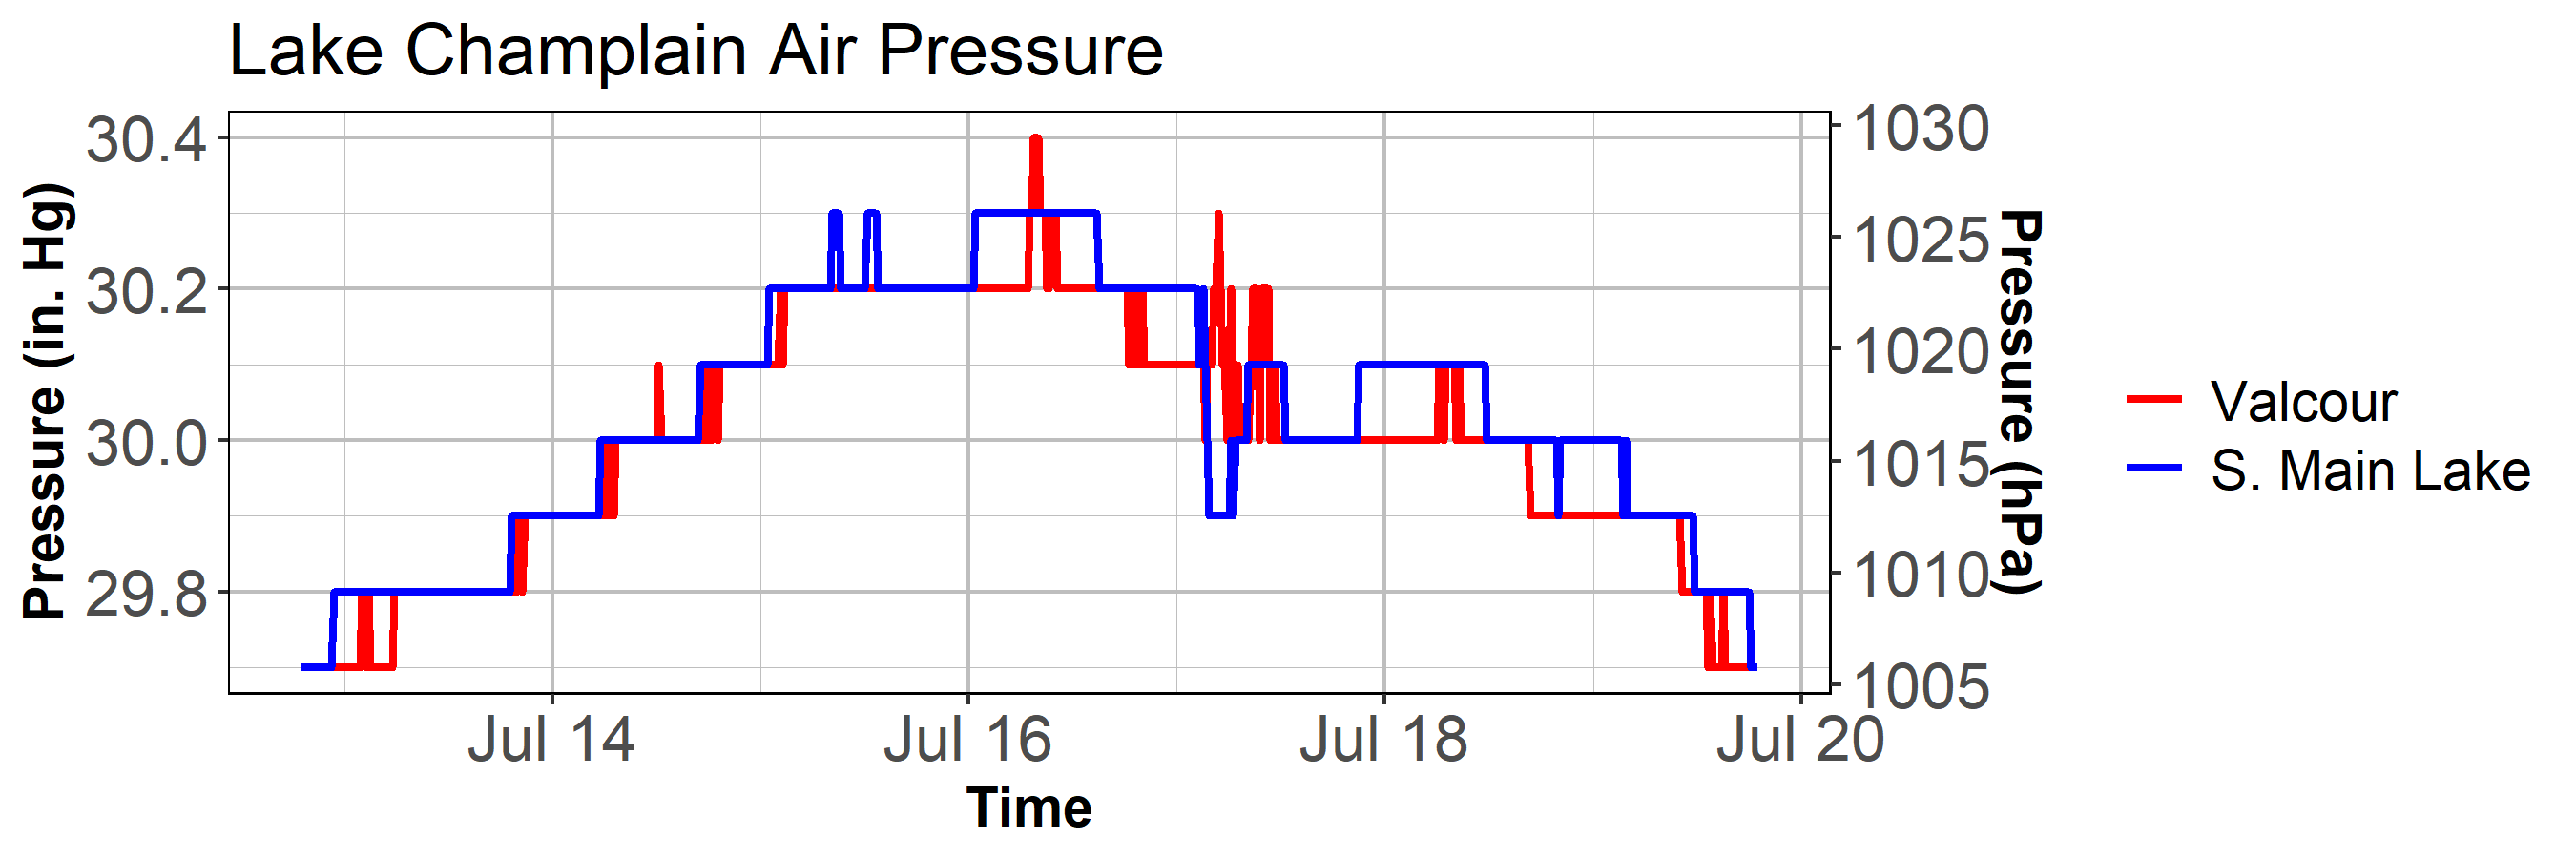 Lake Champlain Air Pressure
Pressure (in. Hg)
30.4
30.2
30.0
29.8
1030
1025
1020
1015
1010
1005
Pressure (hPa)
Valcour
S. Main Lake
Jul 14
Jul 16
Jul 18
Jul 20
Time